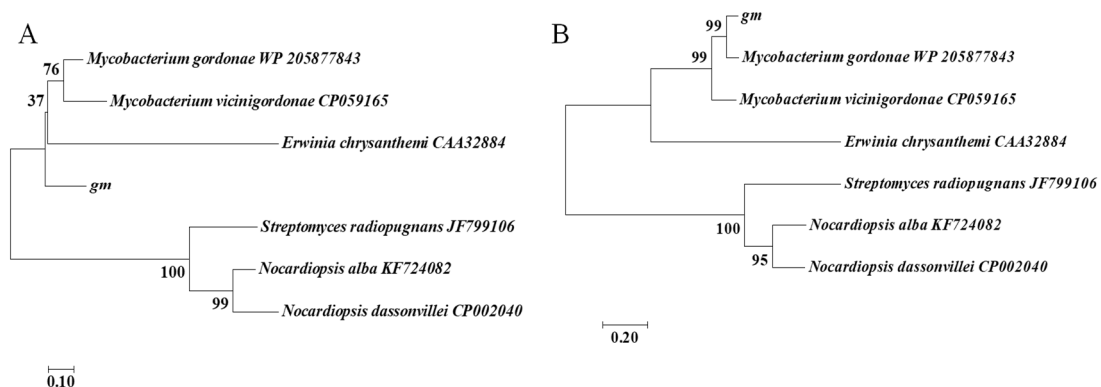 A
76
Mycobacterium gordonae WP 205877843
37
Mycobacterium vicinigordonae CP059165
Erwinia chrysanthemi CAA32884
gm
Streptomyces radiopugnans JF799106
100
Nocardiopsis alba KF724082
99
Nocardiopsis dassonvillei CP002040
0.10
B
99
gm
99
Mycobacterium gordonae WP 205877843
Mycobacterium vicinigordonae CP059165
Erwinia chrysanthemi CAA32884
Streptomyces radiopugnans JF799106
100
Nocardiopsis alba KF724082
95
Nocardiopsis dassonvillei CP002040
0.20